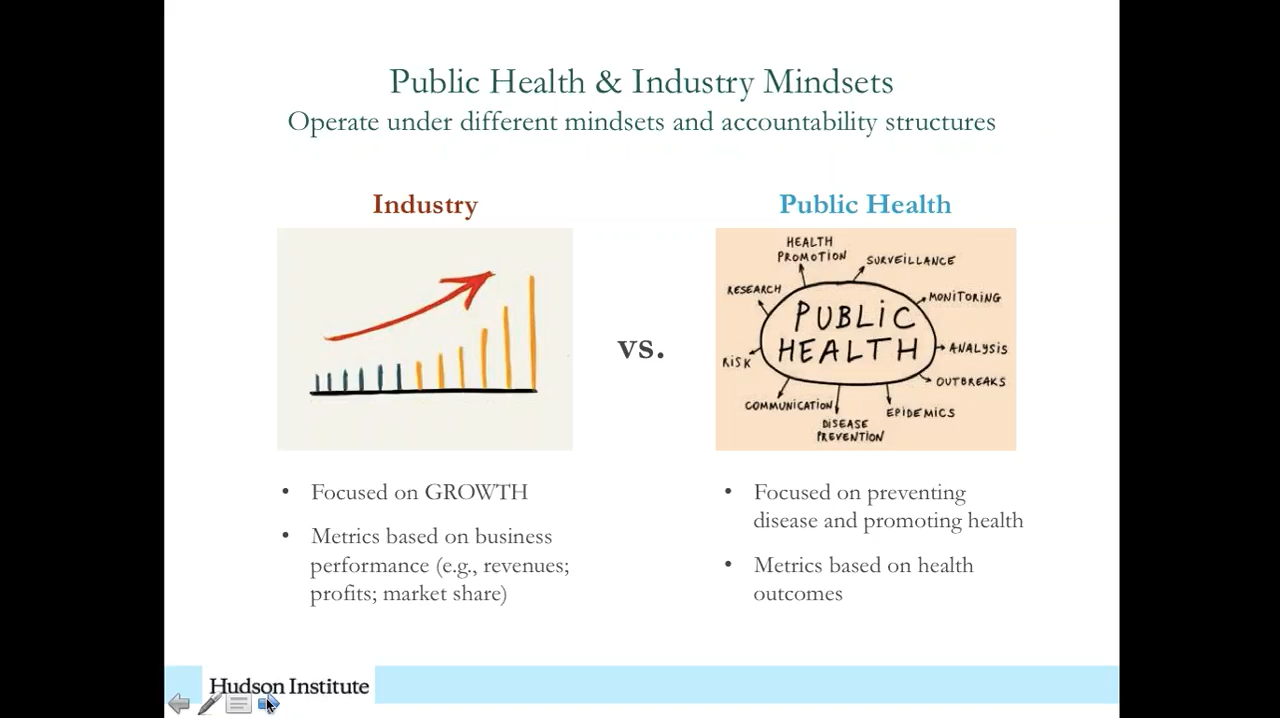 Public Health & Industry Mindsets
Operate under different mindsets and accountability structures
Industry
vs.
Public Health
HEALTH
PROMOTION
SURVEILLANCE
RESEARCH
MONITORING
PUBLIC
HEALTH
ANALYSIS
RISK
OUTBREAKS
COMMUNICATION
EPIDEMICS
DISEASE
PREVENTION
• Focused on GROWTH
• Metrics based on business
performance (e.g., revenues;
profits; market share)
• Focused on preventing
disease and promoting health
• Metrics based on health
outcomes
Hudson Institute